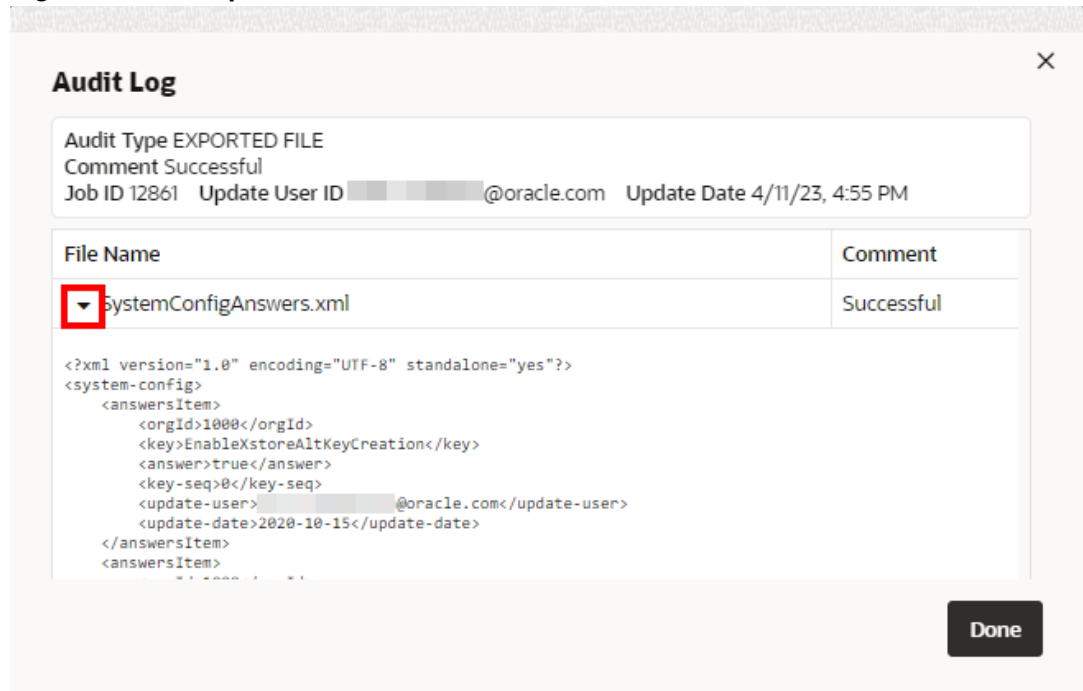 Audit Log
Audit Type EXPORTED FILE
Comment Successful
Job ID 12861 Update User ID @oracle.com Update Date 4/11/23, 4:55 PM
File Name Comment
SystemConfigAnswers.xml Successful
<?xml version="1.0" encoding="UTF-8" standalone="yes"?>
<system-config>
<answersItem>
<orgId>1000</orgId>
<key>EnableXstoreAltKeyCreation</key>
<answer>true</answer>
<key-seq>0</key-seq>
<update-user> @oracle.com</update-user>
<update-date>2020-10-15</update-date>
</answersItem>
<answersItem>
Done